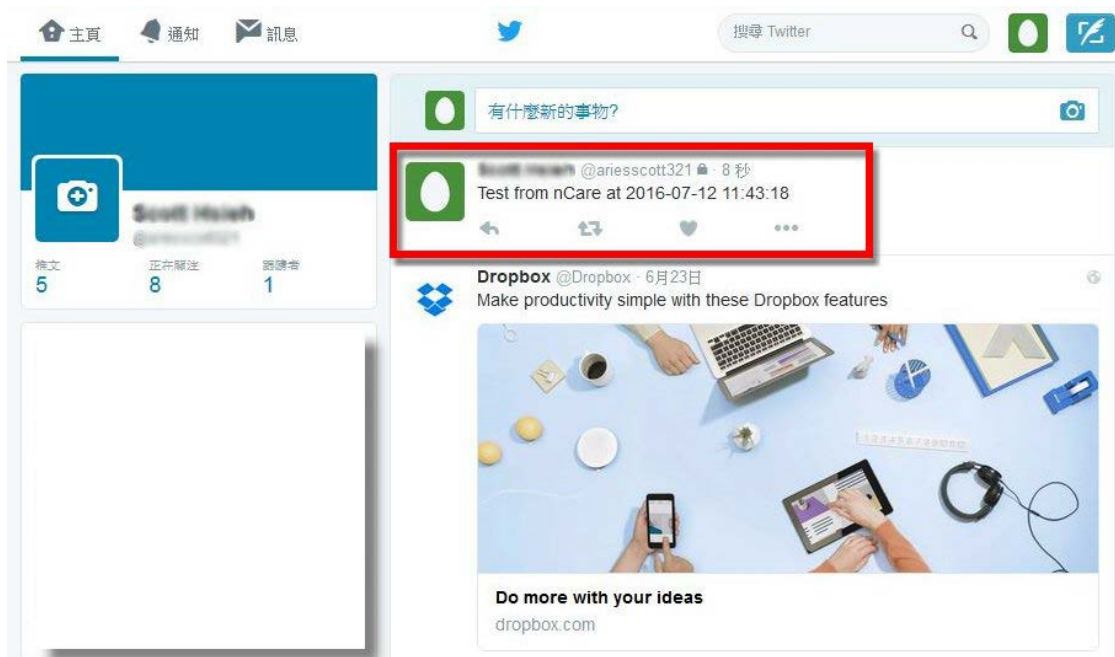 主頁 通知 訊息 搜尋 Twitter
有什麼新的事物?
@ariesscott321 · 8 秒
Test from nCare at 2016-07-12 11:43:18
推文 正在關注 跟隨者
5 8 1
Dropbox @Dropbox · 6月23日
Make productivity simple with these Dropbox features
Do more with your ideas
dropbox.com